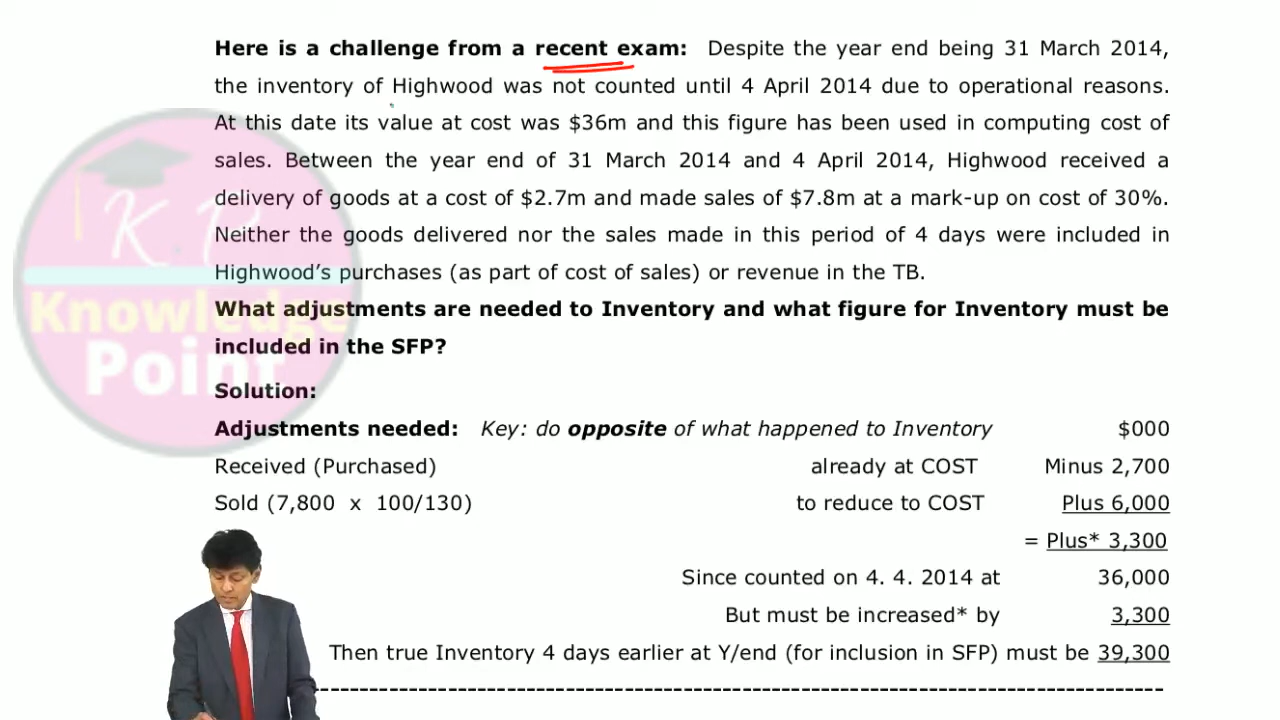 Here is a challenge from a recent exam: Despite the year end being 31 March 2014,
the inventory of Highwood was not counted until 4 April 2014 due to operational reasons.
At this date its value at cost was $36m and this figure has been used in computing cost of
sales. Between the year end of 31 March 2014 and 4 April 2014, Highwood received a
delivery of goods at a cost of $2.7m and made sales of $7.8m at a mark-up on cost of 30%.
Neither the goods delivered nor the sales made in this period of 4 days were included in
Highwood's purchases (as part of cost of sales) or revenue in the TB.
What adjustments are needed to Inventory and what figure for Inventory must be
included in the SFP?
K.P
Knowledge
Point
Solution:
Adjustments needed: Key: do opposite of what happened to Inventory $000
Received (Purchased) already at COST Minus 2,700
Sold (7,800 x 100/130) to reduce to COST Plus 6,000
= Plus* 3,300
Since counted on 4. 4. 2014 at 36,000
But must be increased* by 3,300
Then true Inventory 4 days earlier at Y/end (for inclusion in SFP) must be 39,300